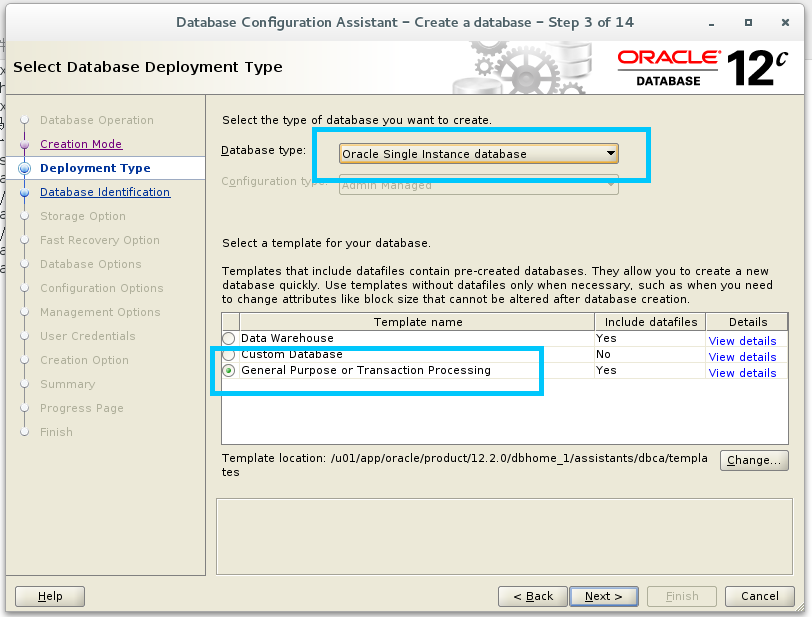 Database Configuration Assistant – Create a database – Step 3 of 14
Select Database Deployment Type
ORACLE
DATABASE
12c
Database Operation
Creation Mode
Deployment Type
Database Identification
Storage Option
Fast Recovery Option
Database Options
Configuration Options
Management Options
User Credentials
Creation Option
Summary
Progress Page
Finish
Select the type of database you want to create.
Database type: Oracle Single Instance database
Configuration type: Admin Managed
Select a template for your database.
Templates that include datafiles contain pre-created databases. They allow you to create a new
database quickly. Use templates without datafiles only when necessary, such as when you need
to change attributes like block size that cannot be altered after database creation.
Template name Include datafiles Details
Data Warehouse Yes View details
Custom Database No View details
General Purpose or Transaction Processing Yes View details
Template location: /u01/app/oracle/product/12.2.0/dbhome_1/assistants/dbca/templa
tes
Change...
Help
< Back
Next >
Finish
Cancel